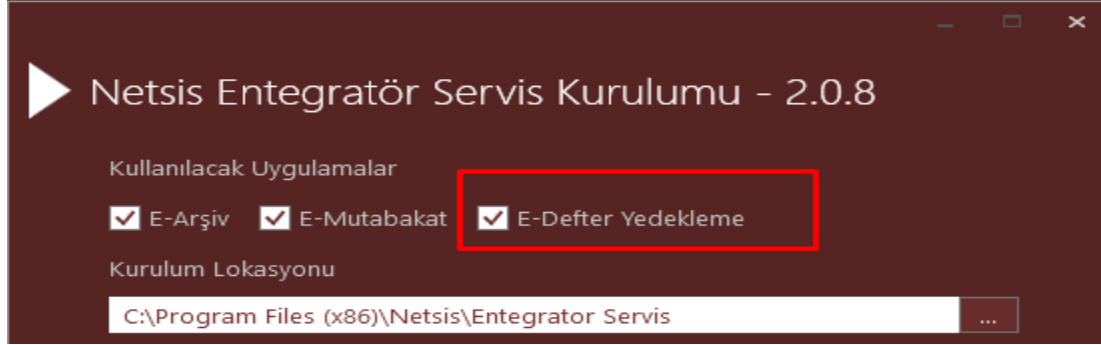 Netsis Entegratör Servis Kurulumu - 2.0.8
Kullanılacak Uygulamalar
E-Arşiv E-Mutabakat E-Defter Yedekleme
Kurulum Lokasyonu
C:\Program Files (x86)\Netsis\Entegrator Servis ...